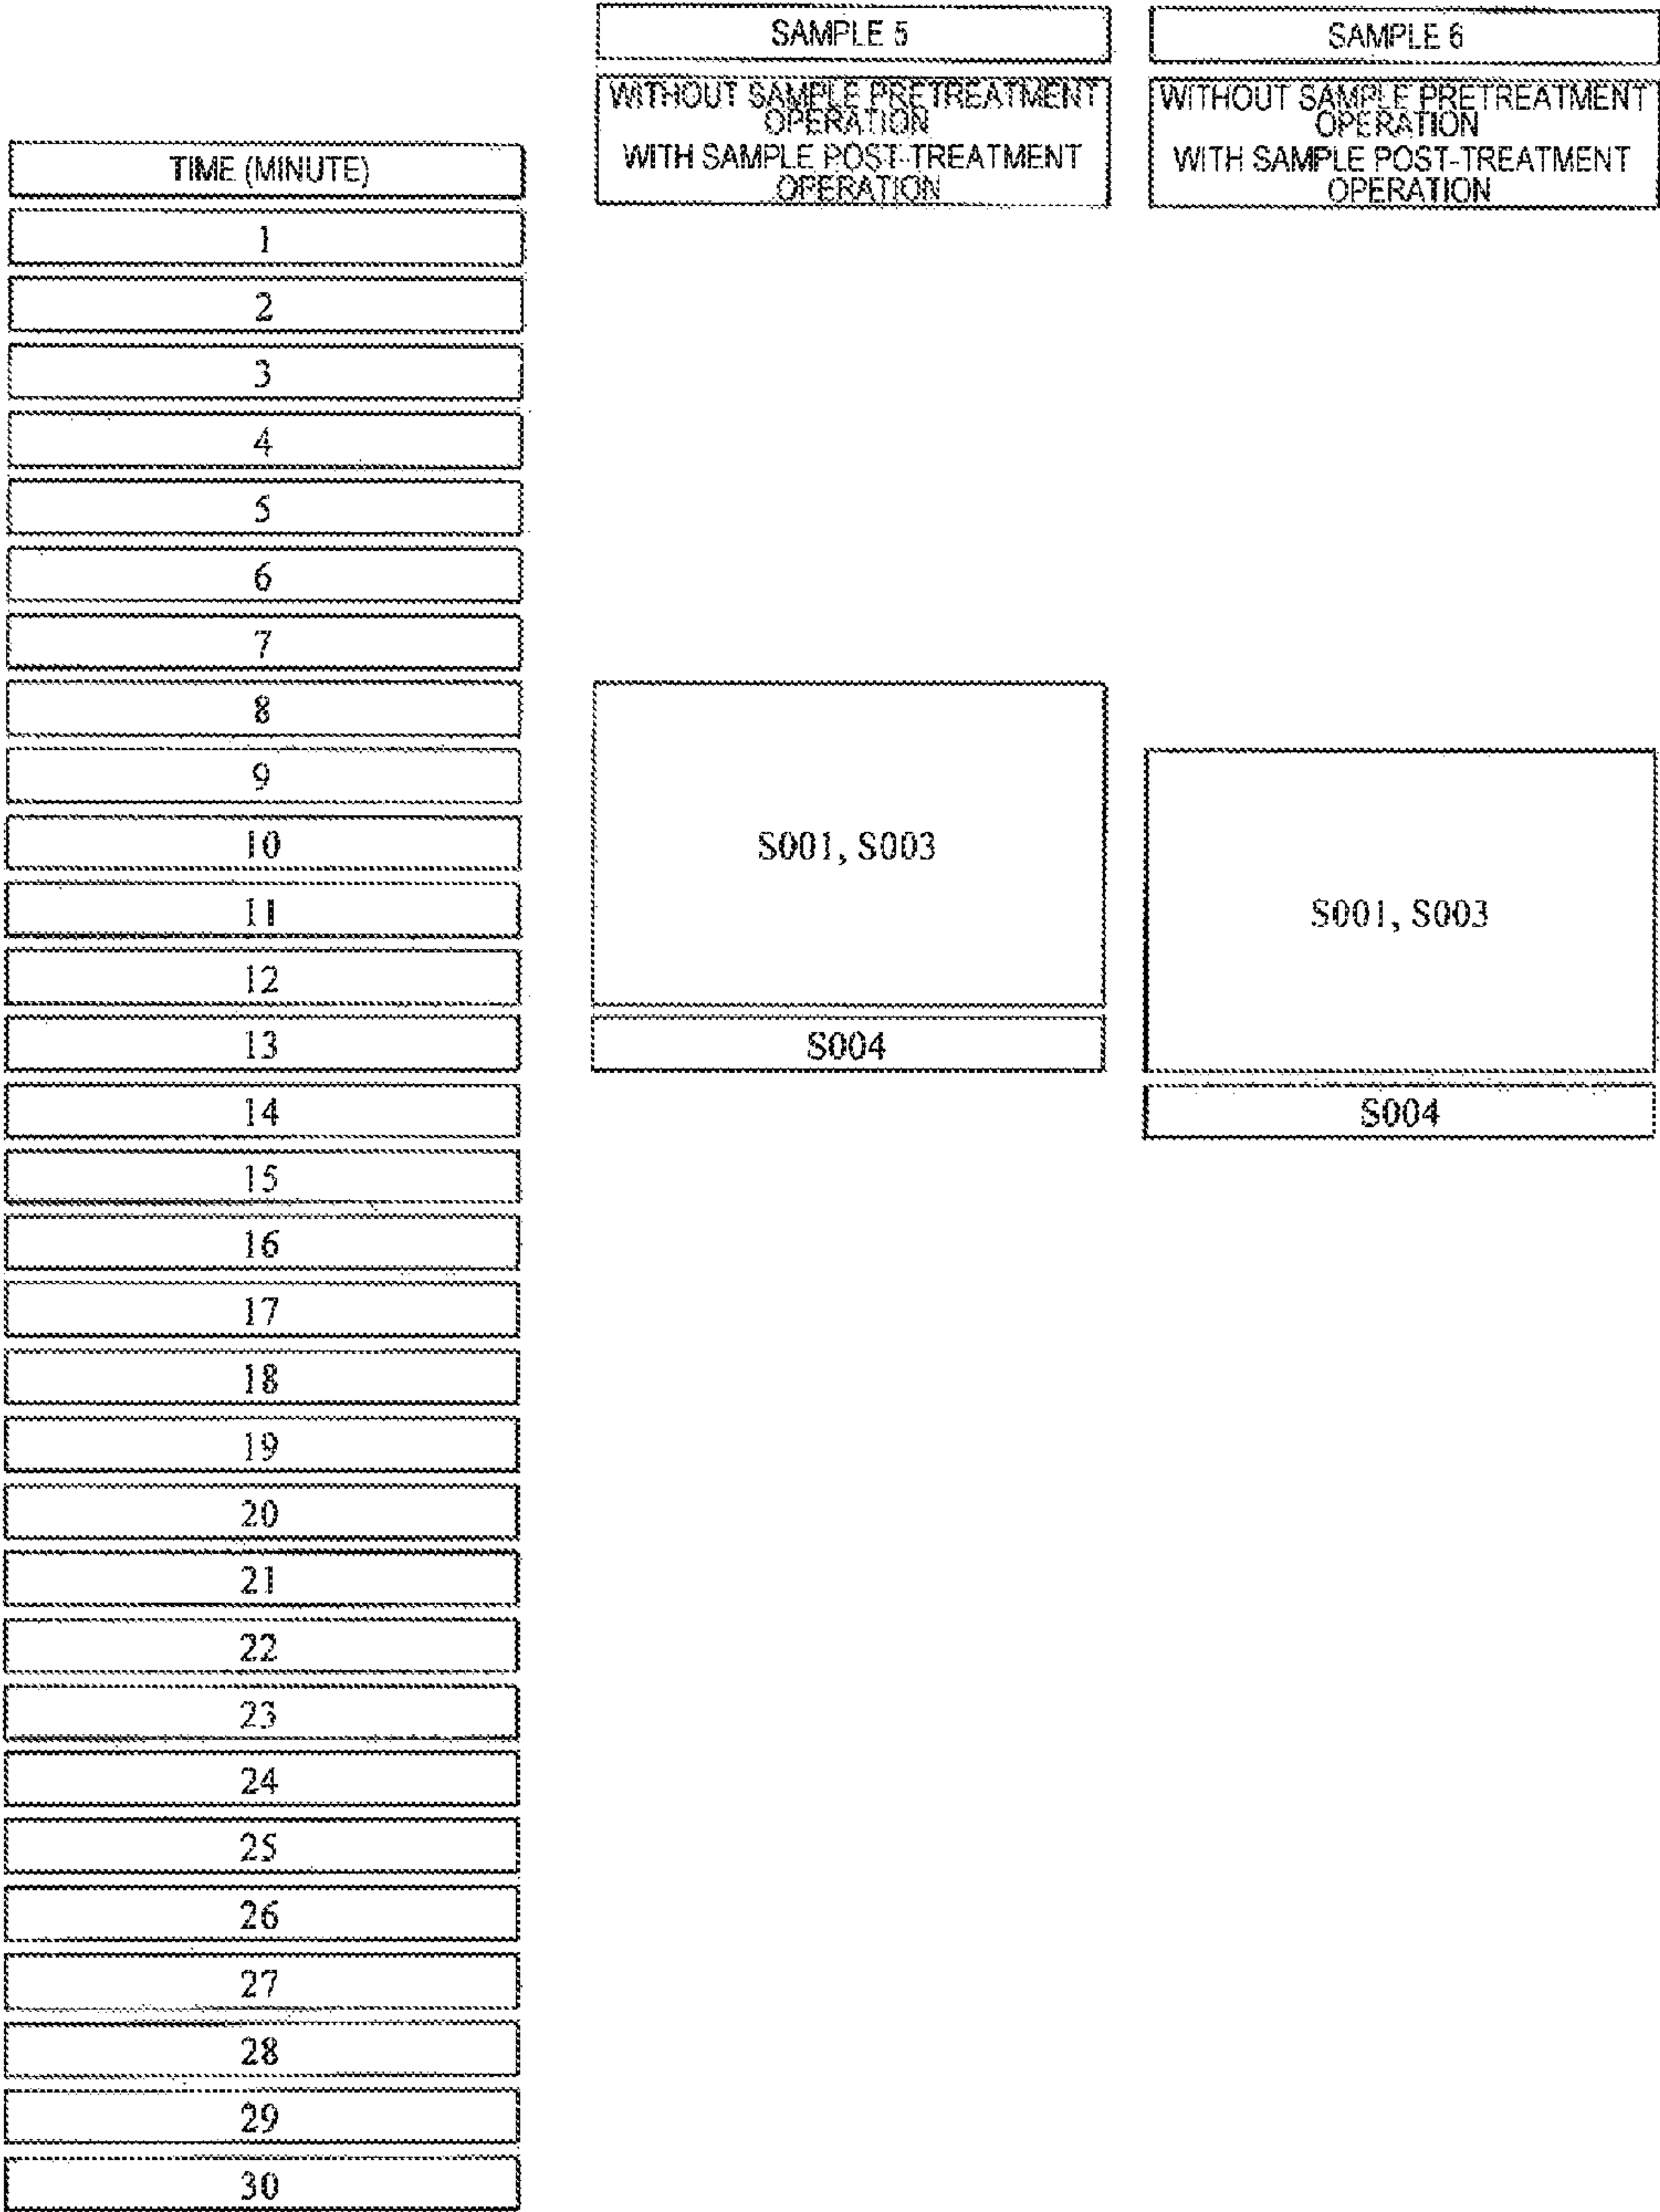 SAMPLE 5
SAMPLE 6
WITHOUT SAMPLE PRETREATMENT
OPERATION
WITH SAMPLE POST-TREATMENT
OPERATION
WITHOUT SAMPLE PRETREATMENT
OPERATION
WITH SAMPLE POST-TREATMENT
OPERATION
TIME (MINUTE)
1
2
3
4
5
6
7
8
9
10
S001, S003
11
S001, S003
12
13
S004
14
S004
15
16
17
18
19
20
21
22
23
24
25
26
27
28
29
30